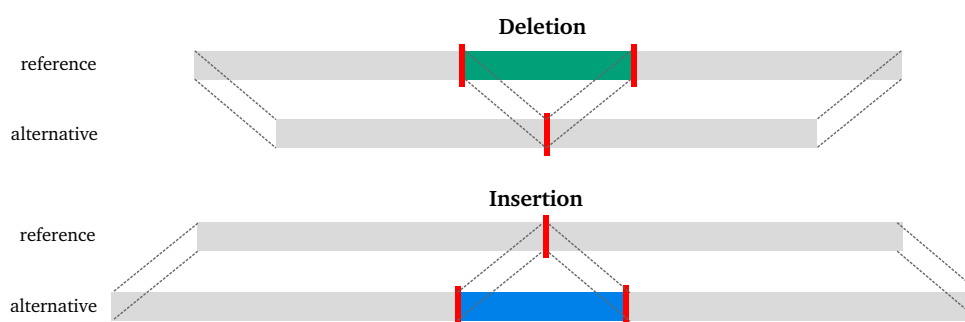 Deletion
reference
alternative
Insertion
reference
alternative